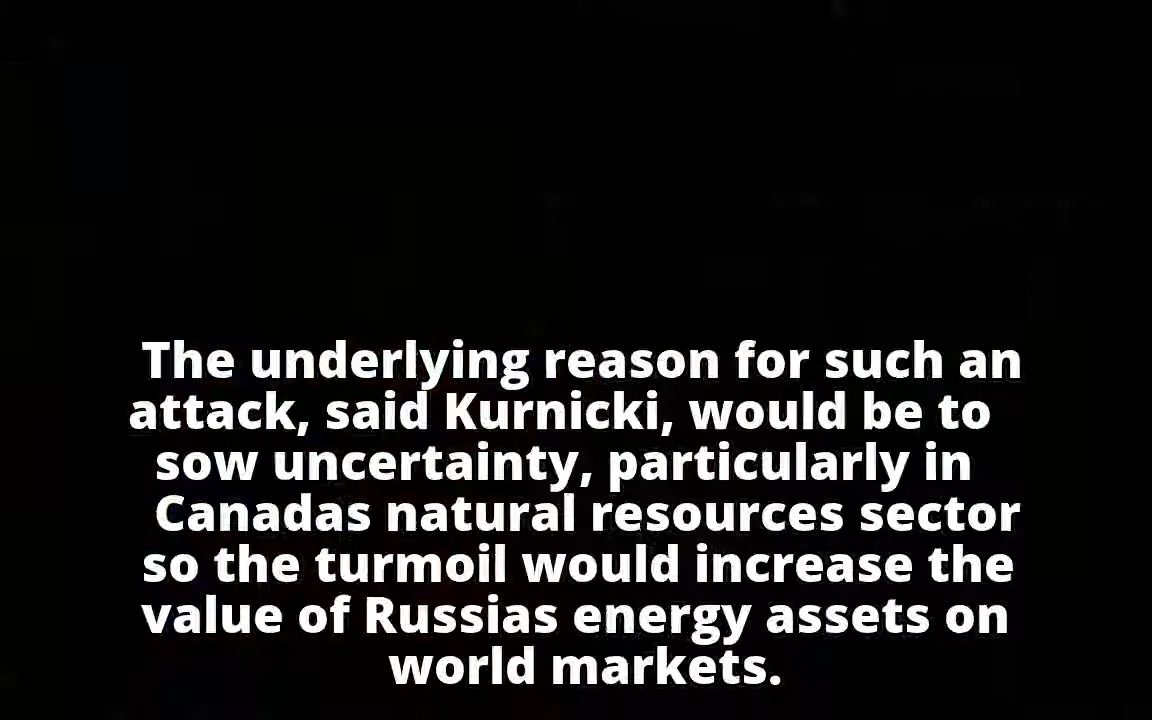 The underlying reason for such an
attack, said Kurnicki, would be to
sow uncertainty, particularly in
Canadas natural resources sector
so the turmoil would increase the
value of Russias energy assets on
world markets.